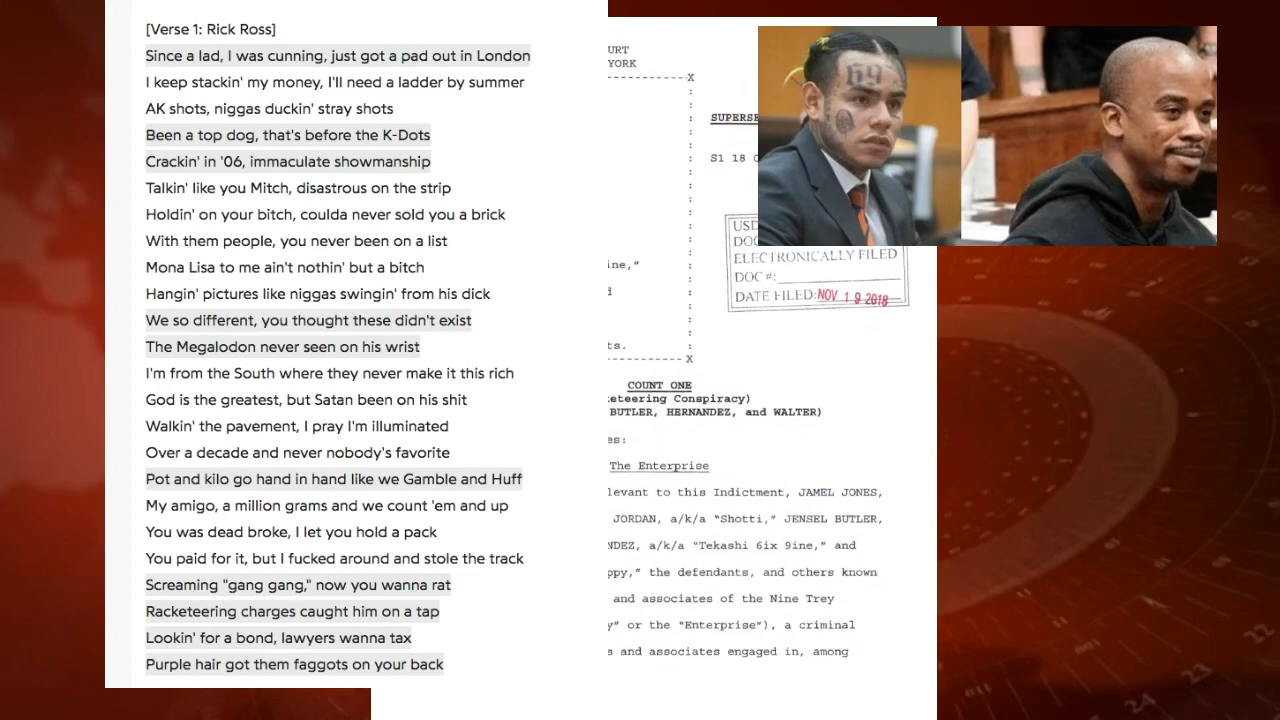 [Verse 1: Rick Ross]
Since a lad, I was cunning, just got a pad out in London
I keep stackin' my money, I'll need a ladder by summer
AK shots, niggas duckin' stray shots
Been a top dog, that's before the K-Dots
Crackin' in '06, immaculate showmanship
Talkin' like you Mitch, disastrous on the strip
Holdin' on your bitch, coulda never sold you a brick
With them people, you never been on a list
Mona Lisa to me ain't nothin' but a bitch
Hangin' pictures like niggas swingin' from his dick
We so different, you thought these didn't exist
The Megalodon never seen on his wrist
I'm from the South where they never make it this rich
God is the greatest, but Satan been on his shit
Walkin' the pavement, I pray I'm illuminated
Over a decade and never nobody's favorite
Pot and kilo go hand in hand like we Gamble and Huff
My amigo, a million grams and we count 'em and up
You was dead broke, I let you hold a pack
You paid for it, but I fucked around and stole the track
Screaming "gang gang," now you wanna rat
Racketeering charges caught him on a tap
Lookin' for a bond, lawyers wanna tax
Purple hair got them faggots on your back
URT
YORK
- - - - - - - - - - - -X
SUPERSE
S1 18
ine,"
d
ts.
- - - - - - - - - - - - X
USD
DOC
ELECTRONICALLY FILED
DOC #:
DATE FILED: NOV 19 2018
COUNT ONE
keteering Conspiracy)
BUTLER, HERNANDEZ, and WALTER)
es:
The Enterprise
levant to this Indictment, JAMEL JONES,
JORDAN, a/k/a "Shotti," JENSEL BUTLER,
NDEZ, a/k/a "Tekashi 6ix 9ine," and
ppy," the defendants, and others known
and associates of the Nine Trey
y" or the "Enterprise"), a criminal
s and associates engaged in, among
69